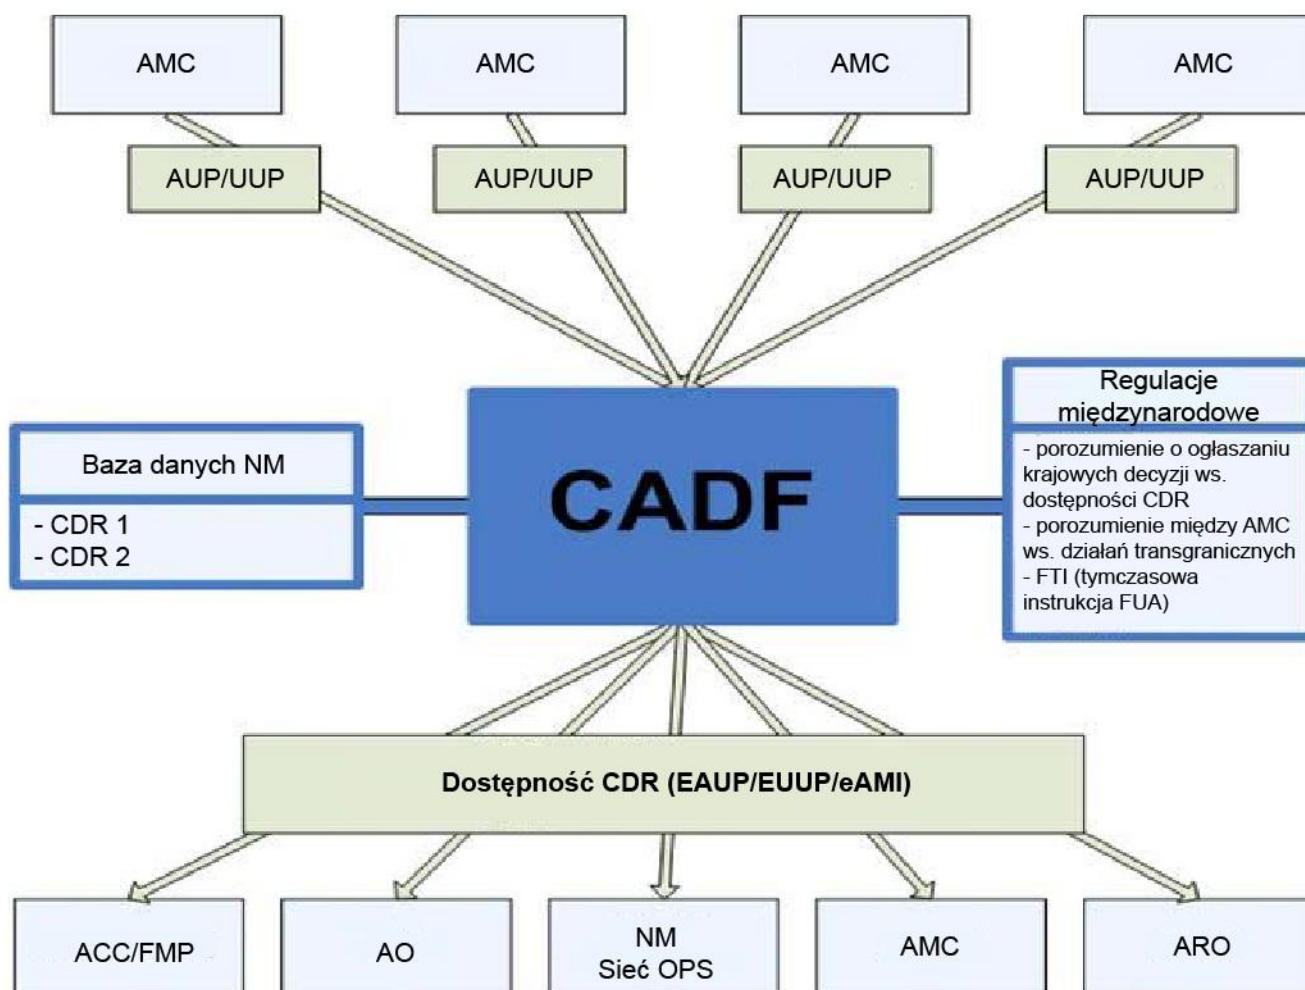 AMC
AMC
AMC
AMC
AUP/UUP
AUP/UUP
AUP/UUP
AUP/UUP
Baza danych NM
- CDR 1
- CDR 2
CADF
Regulacje
międzynarodowe
- porozumienie o ogłaszaniu
krajowych decyzji ws.
dostępności CDR
- porozumienie między AMC
ws. działań transgranicznych
- FTI (tymczasowa
instrukcja FUA)
Dostępność CDR (EAUP/EUUP/eAMI)
ACC/FMP
AO
NM
Sieć OPS
AMC
ARO